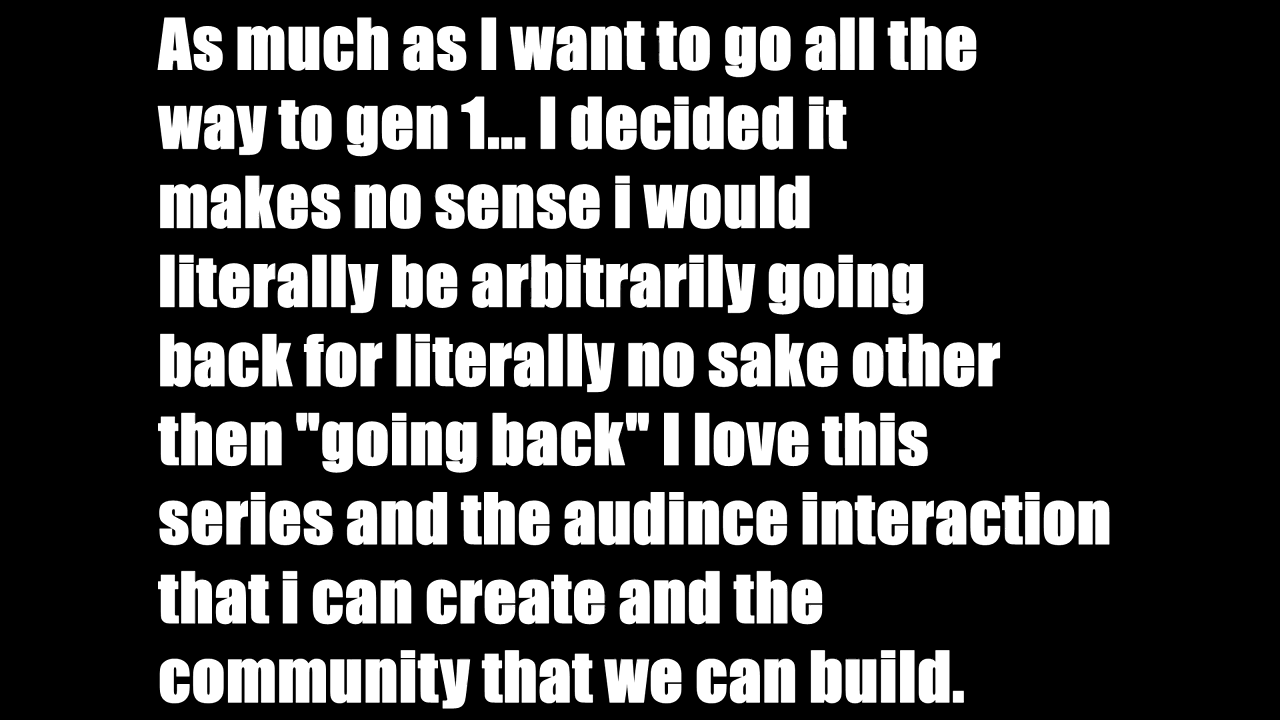 As much as I want to go all the
way to gen 1... I decided it
makes no sense i would
literally be arbitrarily going
back for literally no sake other
then "going back" I love this
series and the audince interaction
that i can create and the
community that we can build.